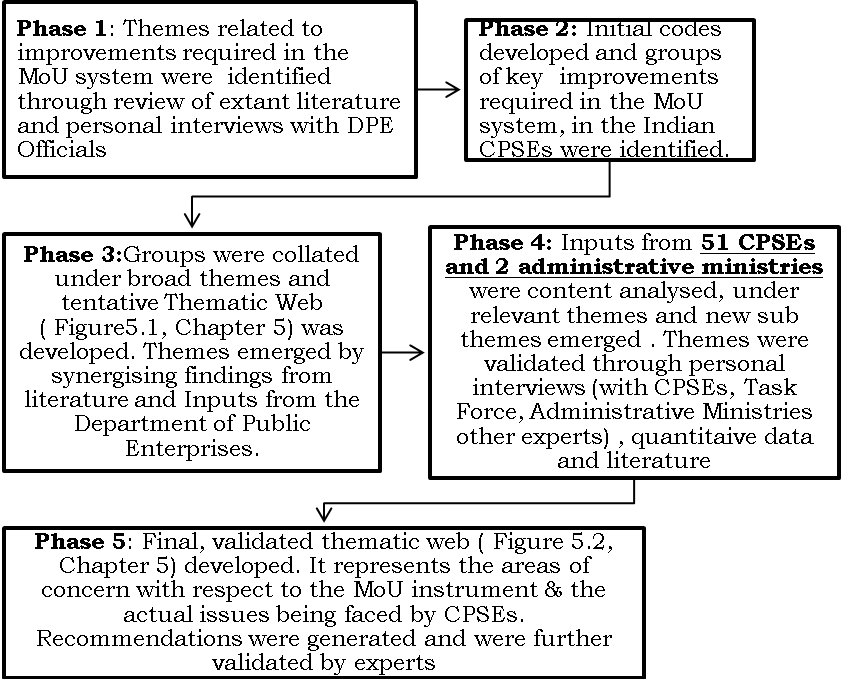 Phase 1: Themes related to
improvements required in the
MoU system were identified
through review of extant literature
and personal interviews with DPE
Officials
Phase 2: Initial codes
developed and groups
of key improvements
required in the MoU
system, in the Indian
CPSEs were identified.
Phase 3:Groups were collated
under broad themes and
tentative Thematic Web
( Figure5.1, Chapter 5) was
developed. Themes emerged by
synergising findings from
literature and Inputs from the
Department of Public
Enterprises.
Phase 4: Inputs from 51 CPSEs
and 2 administrative ministries
were content analysed, under
relevant themes and new sub
themes emerged . Themes were
validated through personal
interviews (with CPSEs, Task
Force, Administrative Ministries
other experts) , quantitaive data
and literature
Phase 5: Final, validated thematic web ( Figure 5.2,
Chapter 5) developed. It represents the areas of
concern with respect to the MoU instrument & the
actual issues being faced by CPSEs.
Recommendations were generated and were further
validated by experts